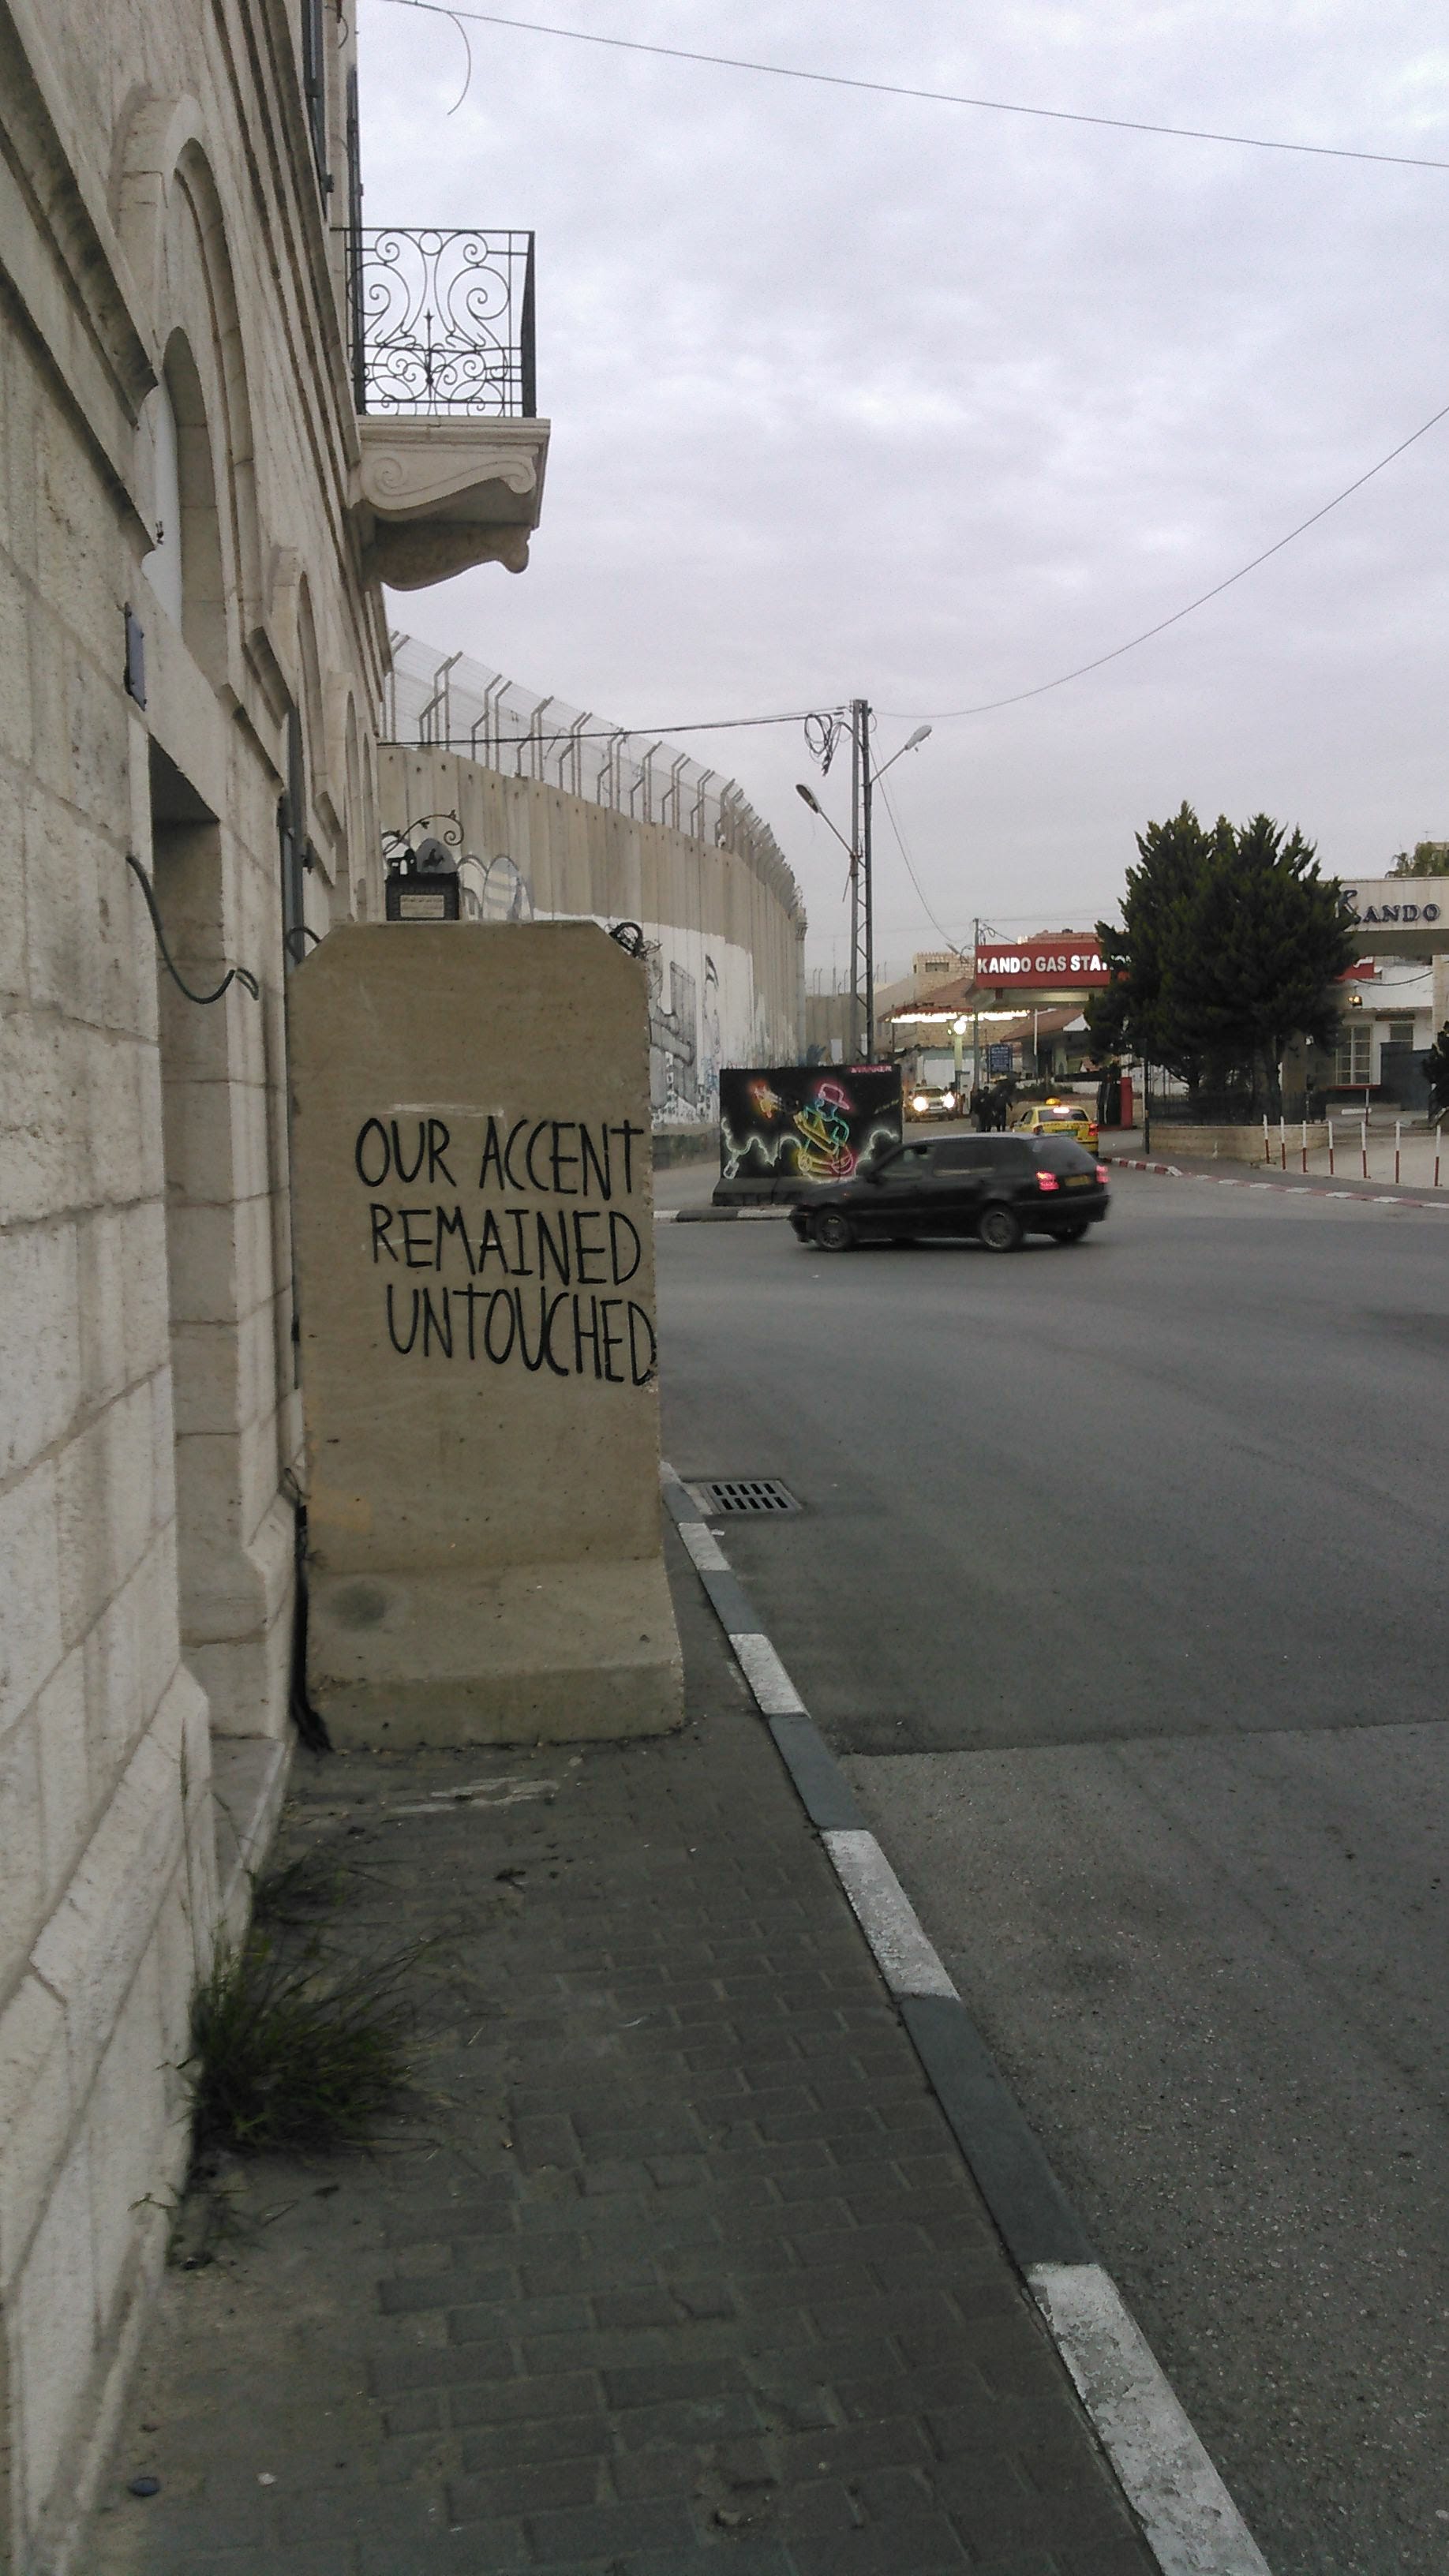 OUR ACCENT
REMAINED
UNTOUCHED
KANDO GAS STA
KANDO